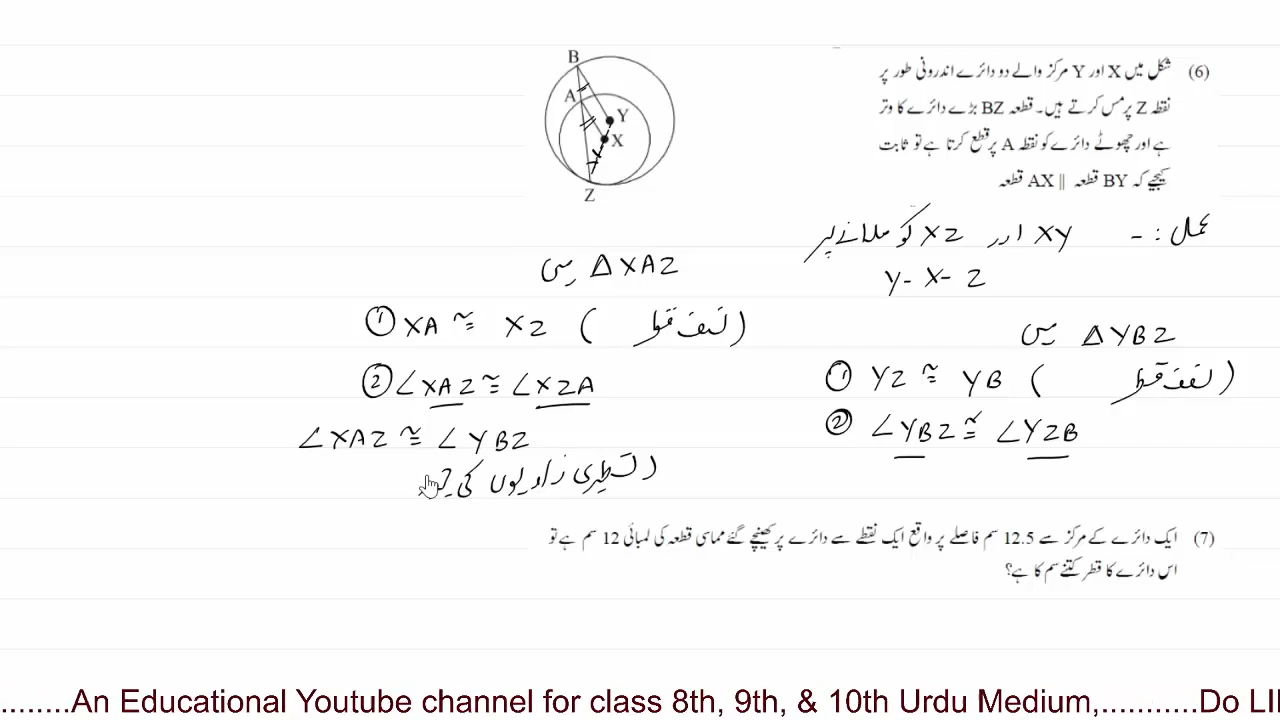 (6) شکل میں X اور Y مرکز والے دو دائرے اندرونی طور پر
نقطہ Z پر مس کرتے ہیں۔ قطعہ BZ بڑے دائرے کا وتر
ہے اور چھوٹے دائرے کو نقطہ A پر قطع کرتا ہے تو ثابت
کیجیے کہ قطعہ BY || قطعہ AX
B
A
Y
X
Z
عمل :- XY اور XZ کو ملانے پر
Y - X - Z
△YBZ میں
① YZ ≅ YB ( نصف قطر )
② ∠YBZ ≅ ∠YZB
△XAZ میں
① XA ≅ XZ ( نصف قطر )
② ∠XAZ ≅ ∠XZA
∠XAZ ≅ ∠YBZ
( نظیری زاویوں کی
(7) ایک دائرے کے مرکز سے 12.5 سم فاصلے پر واقع ایک نقطے سے دائرے پر کھینچے گئے مماسی قطعہ کی لمبائی 12 سم ہے تو
اس دائرے کا قطر کتنے سم کا ہے؟
........An Educational Youtube channel for class 8th, 9th, & 10th Urdu Medium,...........Do LI